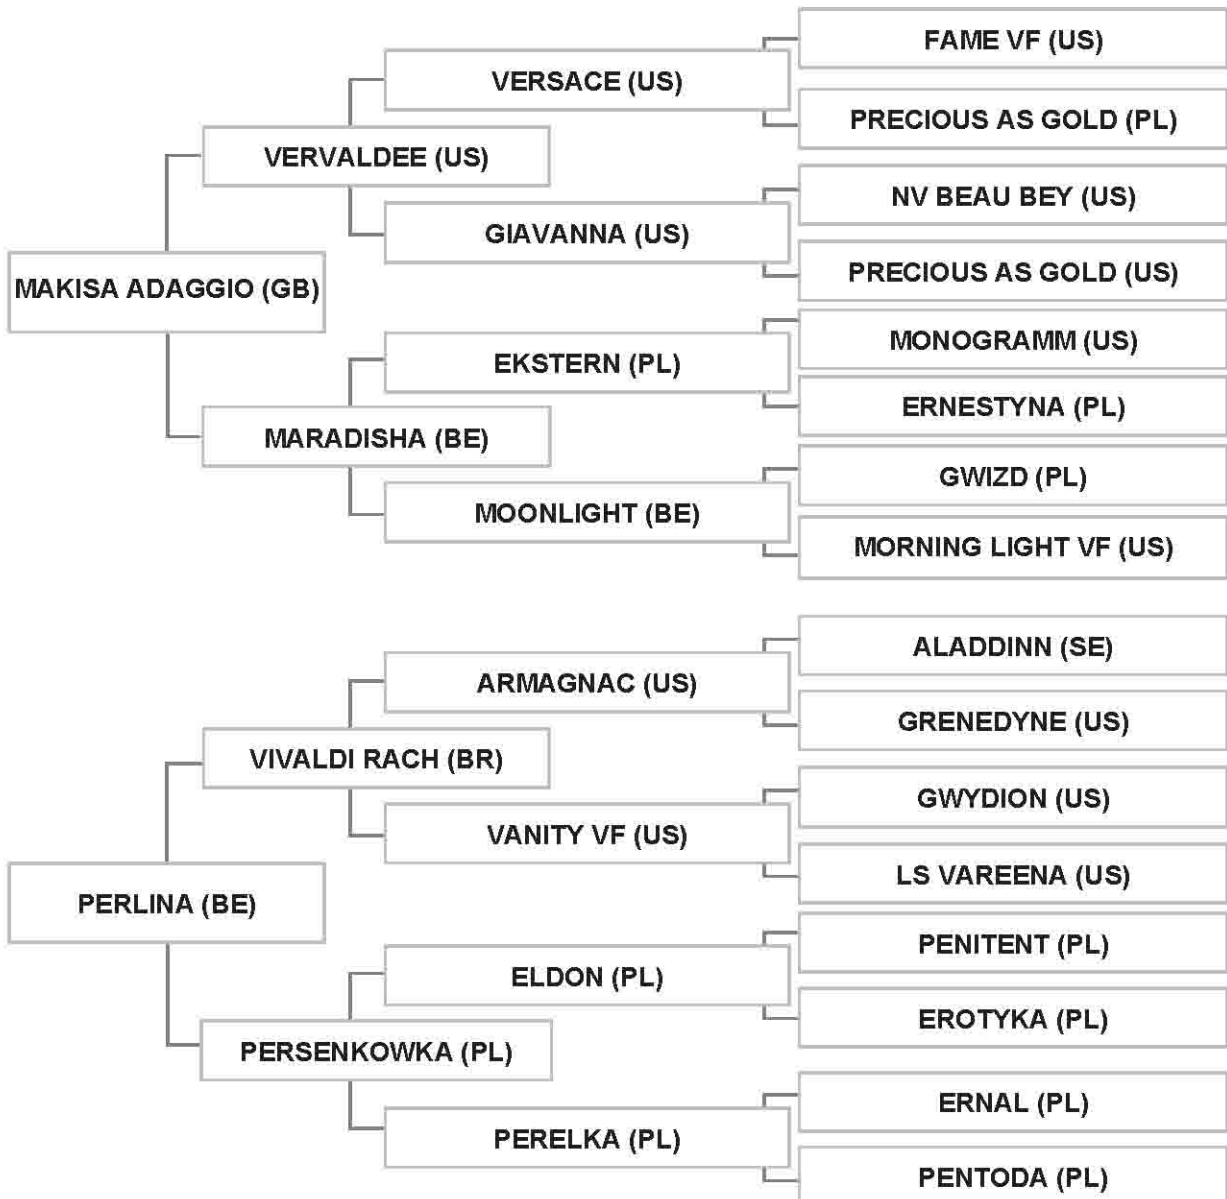 FAME VF (US)
VERSACE (US)
PRECIOUS AS GOLD (PL)
VERVALDEE (US)
NV BEAU BEY (US)
GIAVANNA (US)
PRECIOUS AS GOLD (US)
MAKISA ADAGGIO (GB)
MONOGRAMM (US)
EKSTERN (PL)
ERNESTYNA (PL)
MARADISHA (BE)
GWIZD (PL)
MOONLIGHT (BE)
MORNING LIGHT VF (US)
ALADDINN (SE)
ARMAGNAC (US)
GRENEDYNE (US)
VIVALDI RACH (BR)
GWYDION (US)
VANITY VF (US)
LS VAREENA (US)
PERLINA (BE)
PENITENT (PL)
ELDON (PL)
EROTYKA (PL)
PERSENKOWKA (PL)
ERNAL (PL)
PERELKA (PL)
PENTODA (PL)